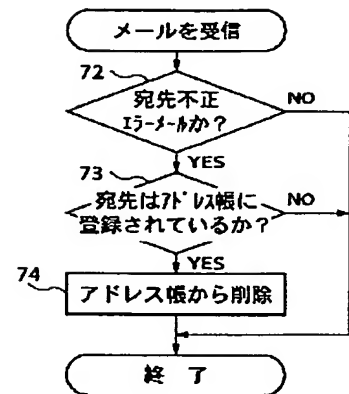 メールを受信
72
宛先不正
ｴﾗｰﾒｰﾙか？
NO
YES
73
宛先はｱﾄﾞﾚｽ帳に
登録されているか？
NO
YES
74
アドレス帳から削除
終 了